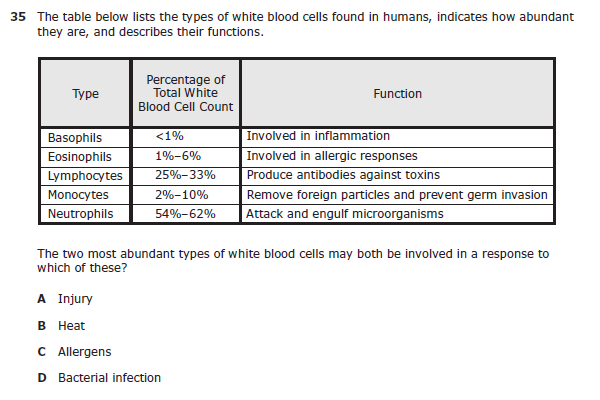 35 The table below lists the types of white blood cells found in humans, indicates how abundant
they are, and describes their functions.
Type
Percentage of
Total White
Blood Cell Count
Function
Basophils <1% Involved in inflammation
Eosinophils 1%–6% Involved in allergic responses
Lymphocytes 25%–33% Produce antibodies against toxins
Monocytes 2%–10% Remove foreign particles and prevent germ invasion
Neutrophils 54%–62% Attack and engulf microorganisms
The two most abundant types of white blood cells may both be involved in a response to
which of these?
A Injury
B Heat
C Allergens
D Bacterial infection